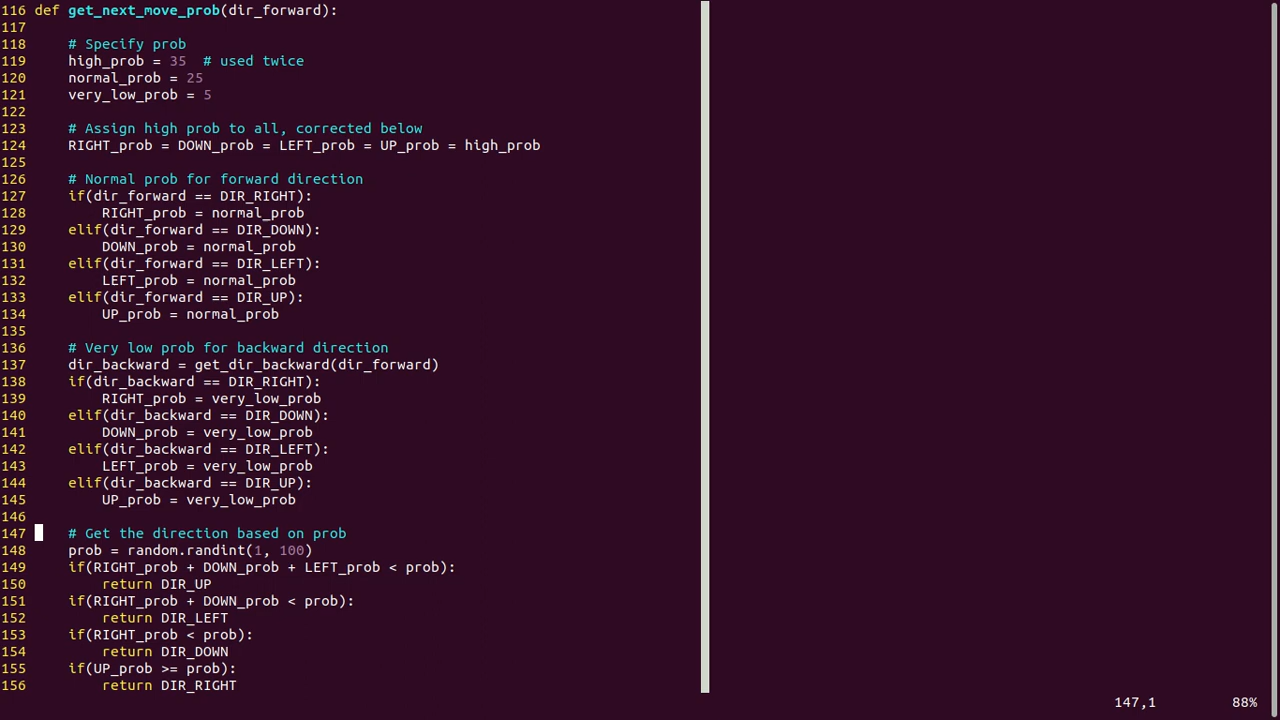 116 def get_next_move_prob(dir_forward):
117
118     # Specify prob
119     high_prob = 35  # used twice
120     normal_prob = 25
121     very_low_prob = 5
122
123     # Assign high prob to all, corrected below
124     RIGHT_prob = DOWN_prob = LEFT_prob = UP_prob = high_prob
125
126     # Normal prob for forward direction
127     if(dir_forward == DIR_RIGHT):
128         RIGHT_prob = normal_prob
129     elif(dir_forward == DIR_DOWN):
130         DOWN_prob = normal_prob
131     elif(dir_forward == DIR_LEFT):
132         LEFT_prob = normal_prob
133     elif(dir_forward == DIR_UP):
134         UP_prob = normal_prob
135
136     # Very low prob for backward direction
137     dir_backward = get_dir_backward(dir_forward)
138     if(dir_backward == DIR_RIGHT):
139         RIGHT_prob = very_low_prob
140     elif(dir_backward == DIR_DOWN):
141         DOWN_prob = very_low_prob
142     elif(dir_backward == DIR_LEFT):
143         LEFT_prob = very_low_prob
144     elif(dir_backward == DIR_UP):
145         UP_prob = very_low_prob
146
147     # Get the direction based on prob
148     prob = random.randint(1, 100)
149     if(RIGHT_prob + DOWN_prob + LEFT_prob < prob):
150         return DIR_UP
151     if(RIGHT_prob + DOWN_prob < prob):
152         return DIR_LEFT
153     if(RIGHT_prob < prob):
154         return DIR_DOWN
155     if(UP_prob >= prob):
156         return DIR_RIGHT
147,1 88%